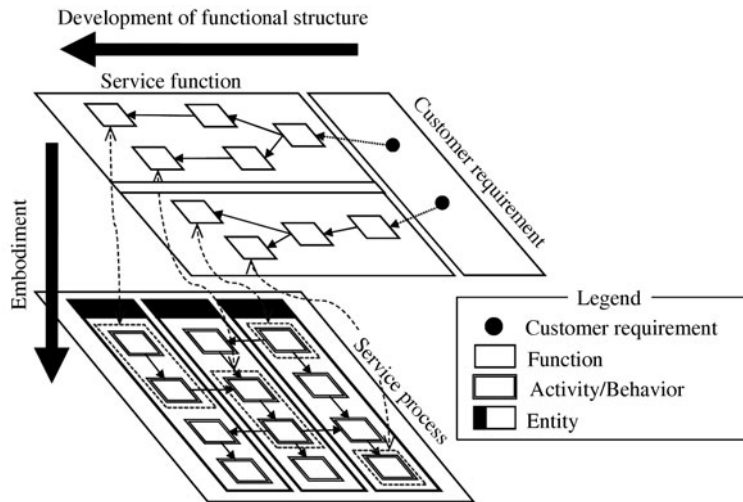 Development of functional structure
Service function
Customer requirement
Embodiment
Service process
Legend
Customer requirement
Function
Activity/Behavior
Entity